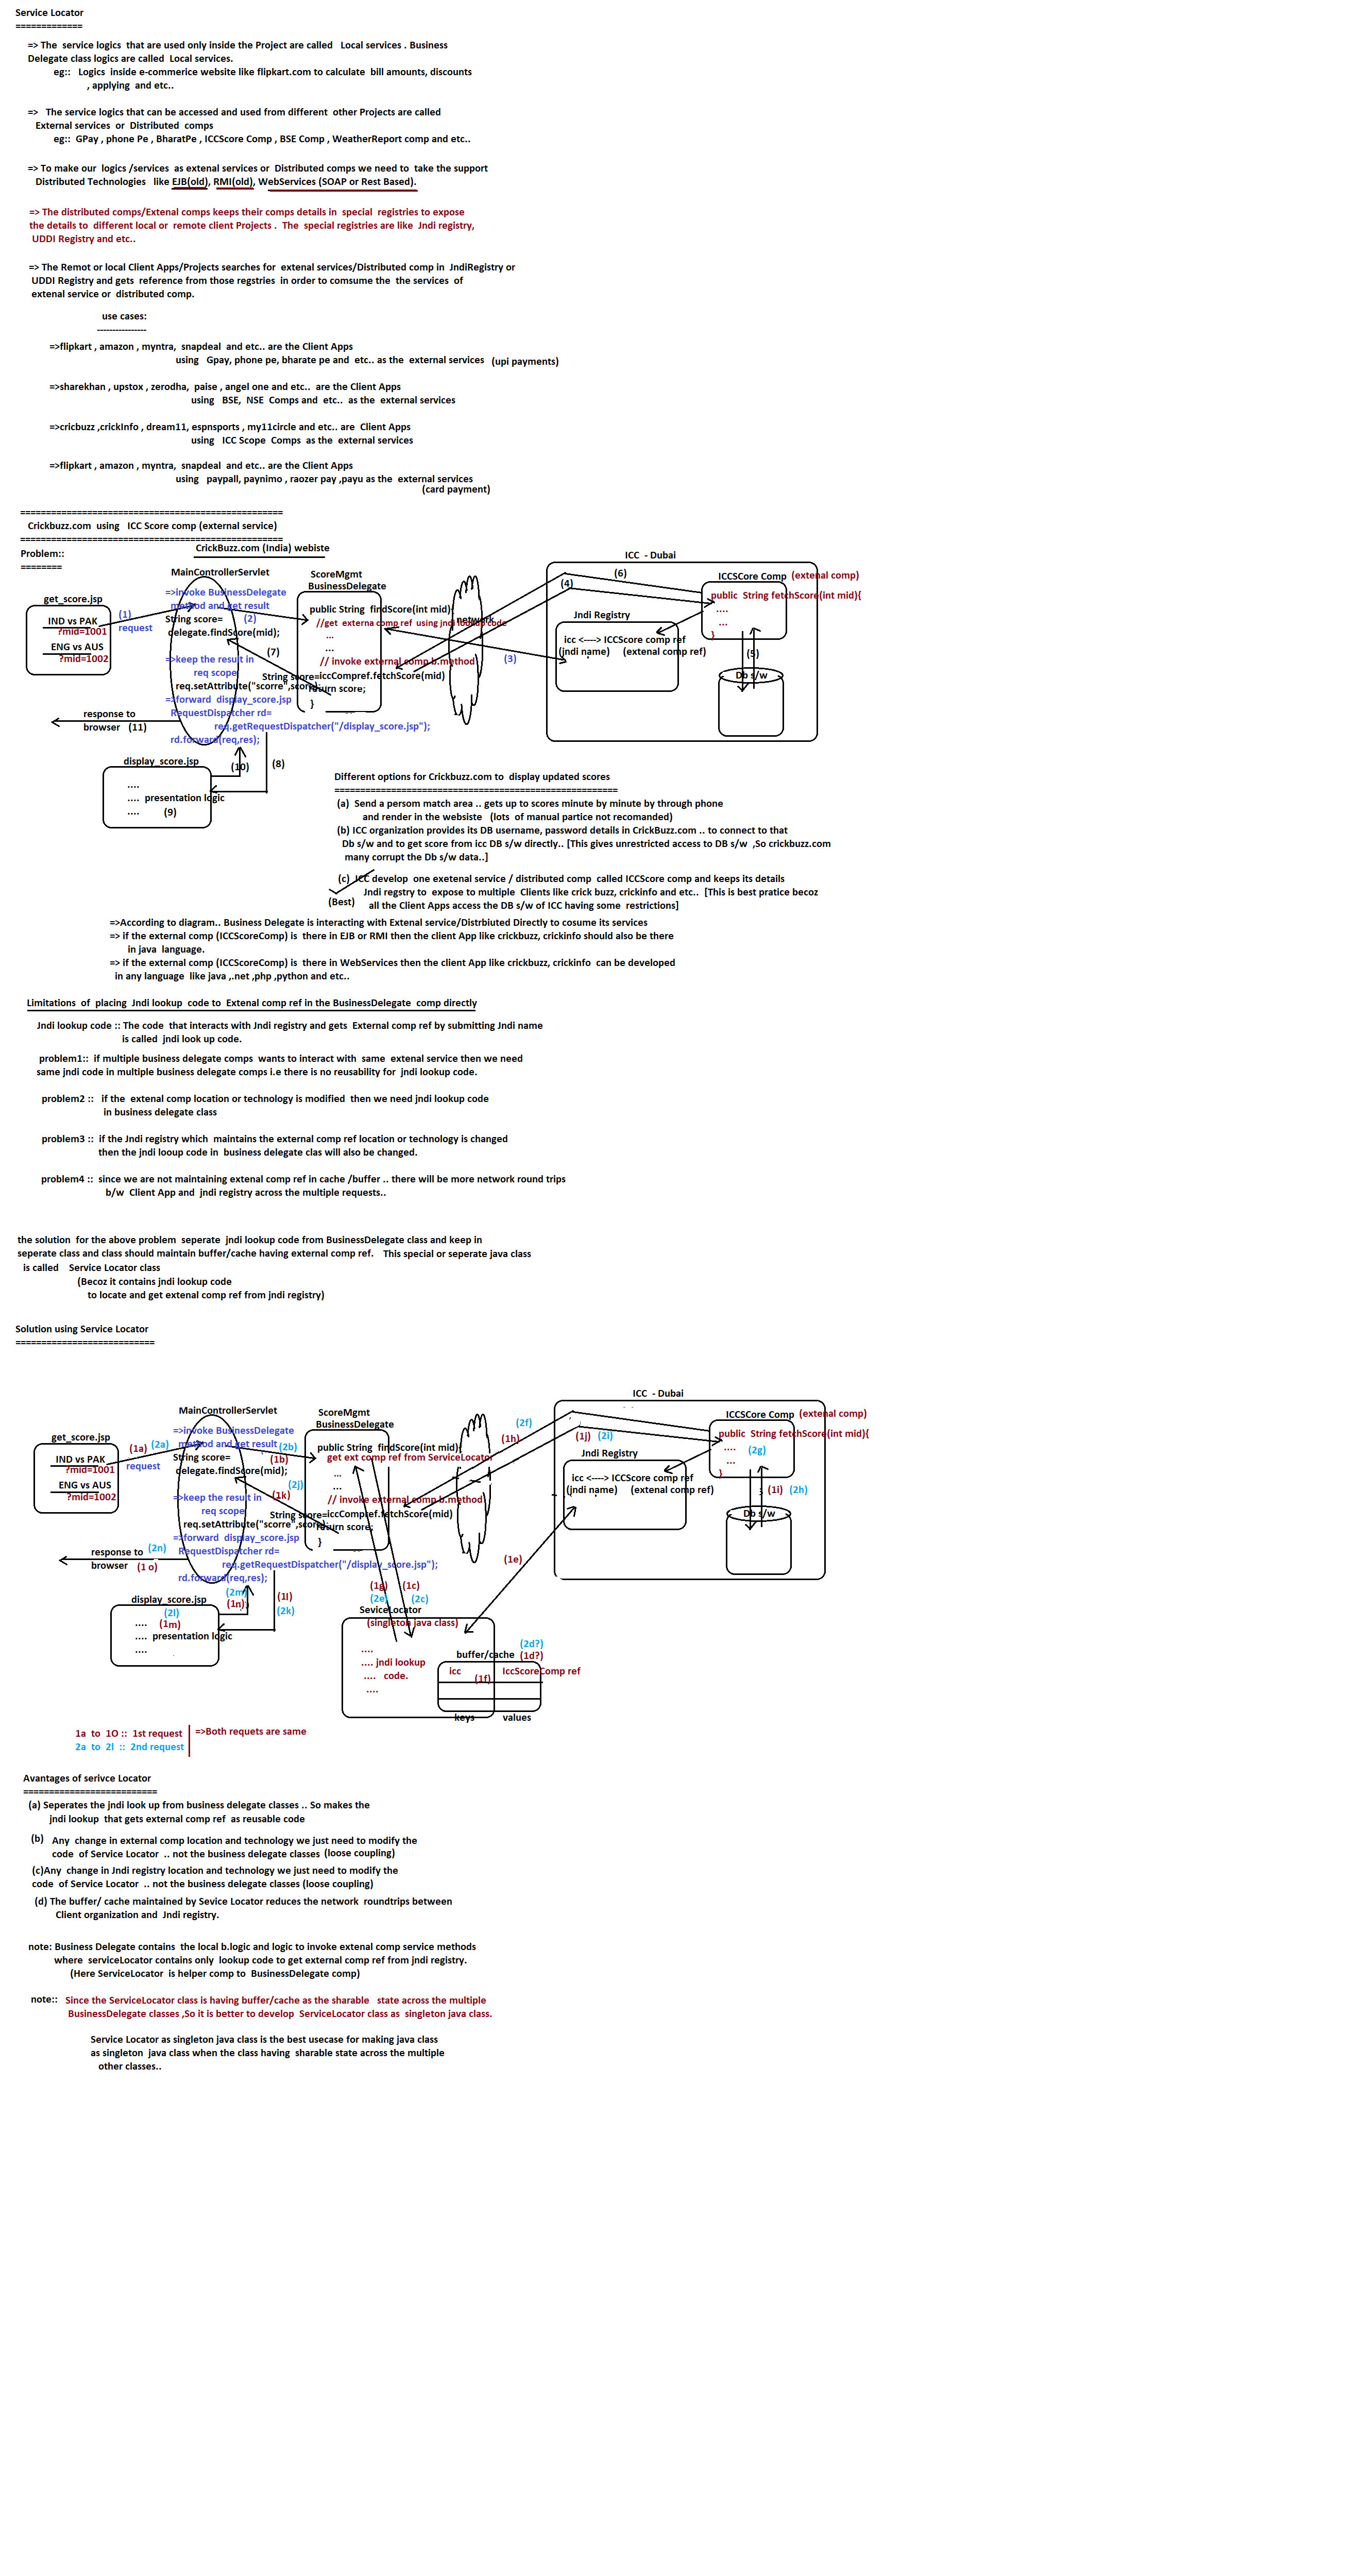 Service Locator
=============
=> The service logics that are used only inside the Project are called Local services . Business
Delegate class logics are called Local services.
eg:: Logics inside e-commerice website like flipkart.com to calculate bill amounts, discounts
, applying and etc..
=> The service logics that can be accessed and used from different other Projects are called
External services or Distributed comps
eg:: GPay , phone Pe , BharatPe , ICCScore Comp , BSE Comp , WeatherReport comp and etc..
=> To make our logics /services as extenal services or Distributed comps we need to take the support
Distributed Technologies like EJB(old), RMI(old), WebServices (SOAP or Rest Based).
=> The distributed comps/Extenal comps keeps their comps details in special registries to expose
the details to different local or remote client Projects . The special registries are like Jndi registry,
UDDI Registry and etc..
=> The Remot or local Client Apps/Projects searches for extenal services/Distributed comp in JndiRegistry or
UDDI Registry and gets reference from those regstries in order to comsume the the services of
extenal service or distributed comp.
use cases:
----------------
=>flipkart , amazon , myntra, snapdeal and etc.. are the Client Apps
using Gpay, phone pe, bharate pe and etc.. as the external services (upi payments)
=>sharekhan , upstox , zerodha, paise , angel one and etc.. are the Client Apps
using BSE, NSE Comps and etc.. as the external services
=>cricbuzz ,crickInfo , dream11, espnsports , my11circle and etc.. are Client Apps
using ICC Scope Comps as the external services
=>flipkart , amazon , myntra, snapdeal and etc.. are the Client Apps
using paypall, paynimo , raozer pay ,payu as the external services
(card payment)
===================================================
Crickbuzz.com using ICC Score comp (external service)
===================================================
Problem::
========
CrickBuzz.com (India) webiste
ICC - Dubai
MainControllerServlet
ScoreMgmt
BusinessDelegate
(6)
(4)
ICCSCore Comp (extenal comp)
=>invoke BusinessDelegate
method and get result
public String fetchScore(int mid){
get_score.jsp
(1)
request
IND vs PAK
?mid=1001
ENG vs AUS
?mid=1002
String score= (2)
delegate.findScore(mid);
public String findScore(int mid){
//get externa comp ref using jndi lookup code
network
...
...
Jndi Registry
....
...
}
icc <----> ICCScore comp ref
(jndi name) (extenal comp ref)
(5)
(7)
(3)
=>keep the result in
req scope
// invoke external comp b.method
String score=iccCompref.fetchScore(mid)
Db s/w
req.setAttribute("scorre",score);
return score;
}
=>forward display_score.jsp
RequestDispatcher rd=
req.getRequestDispatcher("/display_score.jsp");
rd.forward(req,res);
response to
browser (11)
display_score.jsp
(10)
(8)
....
.... presentation logic
.... (9)
Different options for Crickbuzz.com to display updated scores
=======================================================
(a) Send a persom match area .. gets up to scores minute by minute by through phone
and render in the websiste (lots of manual partice not recomanded)
(b) ICC organization provides its DB username, password details in CrickBuzz.com .. to connect to that
Db s/w and to get score from icc DB s/w directly.. [This gives unrestricted access to DB s/w ,So crickbuzz.com
many corrupt the Db s/w data..]
(c) ICC develop one exetenal service / distributed comp called ICCScore comp and keeps its details
Jndi regstry to expose to multiple Clients like crick buzz, crickinfo and etc.. [This is best pratice becoz
(Best) all the Client Apps access the DB s/w of ICC having some restrictions]
=>According to diagram.. Business Delegate is interacting with Extenal service/Distrbiuted Directly to cosume its services
=> if the external comp (ICCScoreComp) is there in EJB or RMI then the client App like crickbuzz, crickinfo should also be there
in java language.
=> if the external comp (ICCScoreComp) is there in WebServices then the client App like crickbuzz, crickinfo can be developed
in any language like java ,.net ,php ,python and etc..
Limitations of placing Jndi lookup code to Extenal comp ref in the BusinessDelegate comp directly
Jndi lookup code :: The code that interacts with Jndi registry and gets External comp ref by submitting Jndi name
is called jndi look up code.
problem1:: if multiple business delegate comps wants to interact with same extenal service then we need
same jndi code in multiple business delegate comps i.e there is no reusability for jndi lookup code.
problem2 :: if the extenal comp location or technology is modified then we need jndi lookup code
in business delegate class
problem3 :: if the Jndi registry which maintains the external comp ref location or technology is changed
then the jndi looup code in business delegate clas will also be changed.
problem4 :: since we are not maintaining extenal comp ref in cache /buffer .. there will be more network round trips
b/w Client App and jndi registry across the multiple requests..
the solution for the above problem seperate jndi lookup code from BusinessDelegate class and keep in
seperate class and class should maintain buffer/cache having external comp ref. This special or seperate java class
is called Service Locator class
(Becoz it contains jndi lookup code
to locate and get extenal comp ref from jndi registry)
Solution using Service Locator
===========================
ICC - Dubai
MainControllerServlet
ScoreMgmt
BusinessDelegate
ICCSCore Comp (extenal comp)
(2f)
(1h)
(1j) (2i)
=>invoke BusinessDelegate
method and get result
public String fetchScore(int mid){
get_score.jsp
(1a) (2a)
request
IND vs PAK
?mid=1001
ENG vs AUS
?mid=1002
(2b)
(1b)
String score=
delegate.findScore(mid);
public String findScore(int mid){
get ext comp ref from ServiceLocator
...
...
Jndi Registry
.... (2g)
...
}
icc <----> ICCScore comp ref
(jndi name) (extenal comp ref)
(1i) (2h)
(2j)
(1k)
=>keep the result in
req scope
// invoke external comp b.method
String score=iccCompref.fetchScore(mid)
Db s/w
req.setAttribute("scorre",score);
return score;
}
=>forward display_score.jsp
RequestDispatcher rd=
req.getRequestDispatcher("/display_score.jsp");
rd.forward(req,res);
response to (2n)
browser (1 o)
(1e)
display_score.jsp
(2m)
(1n)
(1l)
(2k)
(2l)
.... (1m)
.... presentation logic
....
(1g) (1c)
(2e) (2c)
SeviceLocator
(singleton java class)
....
.... jndi lookup
.... code.
....
(2d?)
buffer/cache (1d?)
icc IccScoreComp ref
(1f)
keys values
1a to 1O :: 1st request =>Both requets are same
2a to 2l :: 2nd request
Avantages of serivce Locator
==========================
(a) Seperates the jndi look up from business delegate classes .. So makes the
jndi lookup that gets external comp ref as reusable code
(b) Any change in external comp location and technology we just need to modify the
code of Service Locator .. not the business delegate classes (loose coupling)
(c)Any change in Jndi registry location and technology we just need to modify the
code of Service Locator .. not the business delegate classes (loose coupling)
(d) The buffer/ cache maintained by Sevice Locator reduces the network roundtrips between
Client organization and Jndi registry.
note: Business Delegate contains the local b.logic and logic to invoke extenal comp service methods
where serviceLocator contains only lookup code to get external comp ref from jndi registry.
(Here ServiceLocator is helper comp to BusinessDelegate comp)
note:: Since the ServiceLocator class is having buffer/cache as the sharable state across the multiple
BusinessDelegate classes ,So it is better to develop ServiceLocator class as singleton java class.
Service Locator as singleton java class is the best usecase for making java class
as singleton java class when the class having sharable state across the multiple
other classes..